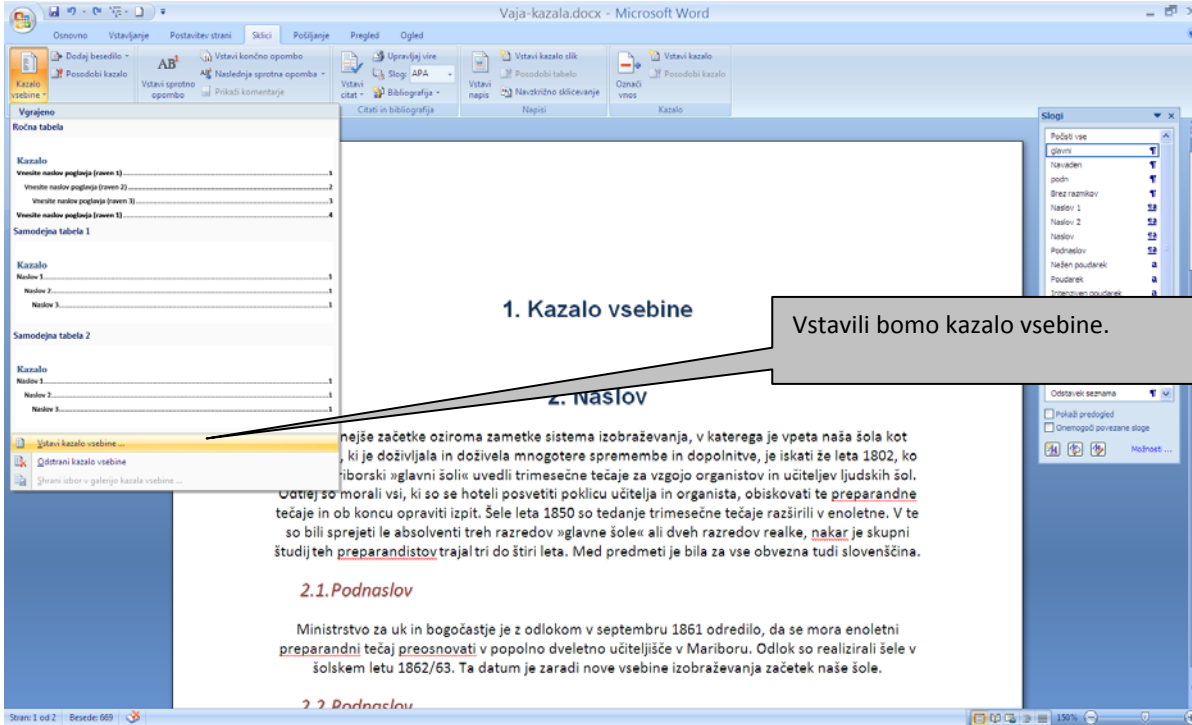 Vaja-kazala.docx - Microsoft Word
Osnovno Vstavljanje Postavitev strani Sklici Pošiljanje Pregled Ogled
Kazalo vsebine
Dodaj besedilo
Posodobi kazalo
AB¹
Vstavi sprotno opombo
Vstavi končno opombo
Naslednja sprotna opomba
Prikaži komentarje
Vstavi citat
Upravljaj vire
Slog: APA
Bibliografija
Citati in bibliografija
Vstavi napis
Vstavi kazalo slik
Posodobi tabelo
Navzkrižno sklicevanje
Napisi
Označi vnos
Vstavi kazalo
Posodobi kazalo
Kazalo
Vgrajeno
Ročna tabela
Kazalo
Vnesite naslov poglavja (raven 1) 1
Vnesite naslov poglavja (raven 2) 2
Vnesite naslov poglavja (raven 3) 3
Vnesite naslov poglavja (raven 1) 4
Samodejna tabela 1
Kazalo
Naslov 1 1
Naslov 2 1
Naslov 3 1
Samodejna tabela 2
Kazalo
Naslov 1 1
Naslov 2 1
Naslov 3 1
Vstavi kazalo vsebine ...
Odstrani kazalo vsebine
Shrani izbor v galerijo kazala vsebine ...
Slogi
Počisti vse
glavni
Navaden
podn
Brez razmikov
Naslov 1
Naslov 2
Naslov
Podnaslov
Nežen poudarek
Poudarek
Intenziven poudarek
Odstavek seznama
Pokaži predogled
Onemogoči povezane sloge
Možnosti ...
Vstavili bomo kazalo vsebine.
1. Kazalo vsebine
2. Naslov
nejše začetke oziroma zametke sistema izobraževanja, v katerega je vpeta naša šola kot
, ki je doživljala in doživela mnogotere spremembe in dopolnitve, je iskati že leta 1802, ko
riborski »glavni šoli« uvedli trimesečne tečaje za vzgojo organistov in učiteljev ljudskih šol.
Odtlej so morali vsi, ki so se hoteli posvetiti poklicu učitelja in organista, obiskovati te preparandne
tečaje in ob koncu opraviti izpit. Šele leta 1850 so tedanje trimesečne tečaje razširili v enoletne. V te
so bili sprejeti le absolventi treh razredov »glavne šole« ali dveh razredov realke, nakar je skupni
študij teh preparandistov trajal tri do štiri leta. Med predmeti je bila za vse obvezna tudi slovenščina.
2.1.Podnaslov
Ministrstvo za uk in bogočastje je z odlokom v septembru 1861 odredilo, da se mora enoletni
preparandni tečaj preosnovati v popolno dveletno učiteljišče v Mariboru. Odlok so realizirali šele v
šolskem letu 1862/63. Ta datum je zaradi nove vsebine izobraževanja začetek naše šole.
2.2.Podnaslov
Stran: 1 od 2 Besede: 669
150%